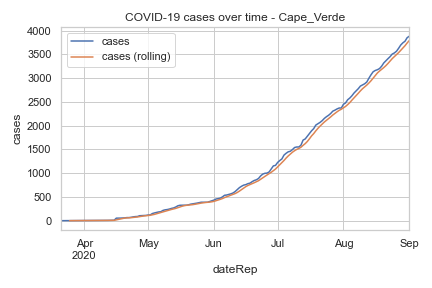 COVID-19 cases over time - Cape_Verde
cases
cases (rolling)
cases
4000
3500
3000
2500
2000
1500
1000
500
0
Apr
2020
May
Jun
Jul
Aug
Sep
dateRep